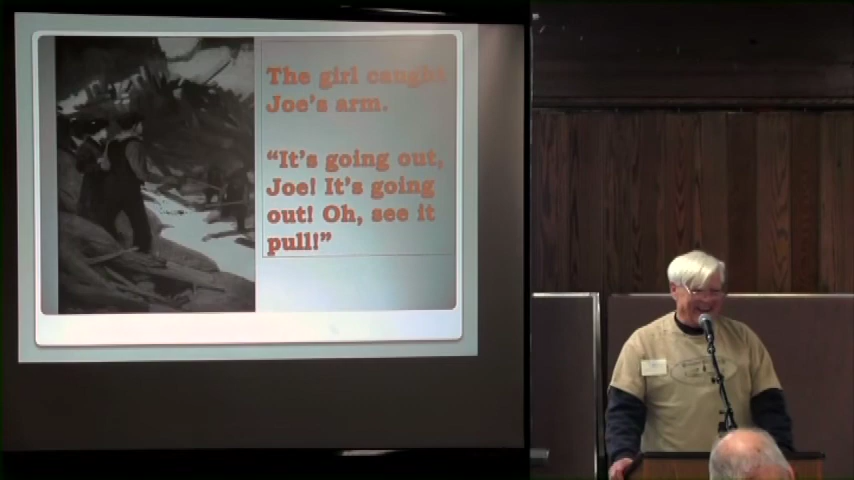 The girl caught
Joe's arm.
“It's going out,
Joe! It's going
out! Oh, see it
pull!”